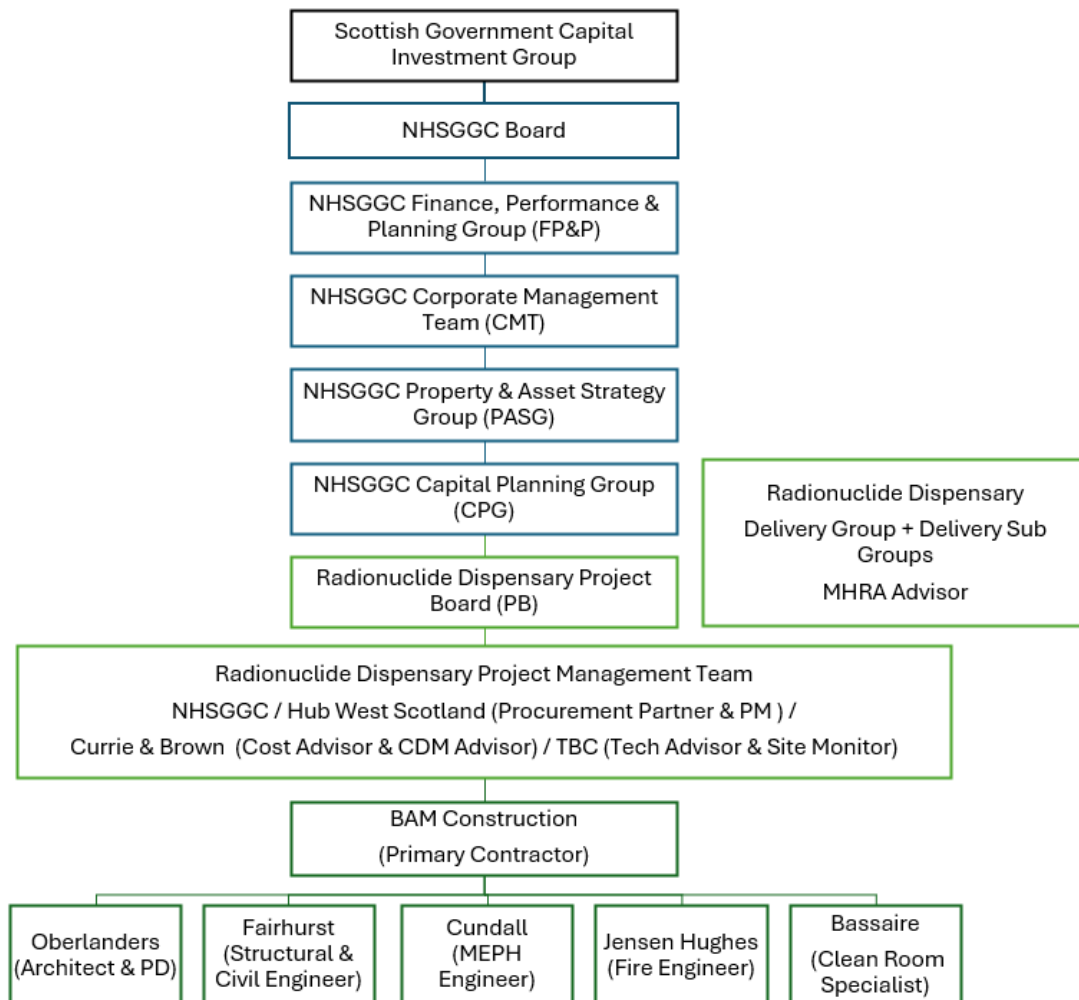 Scottish Government Capital
Investment Group
NHSGGC Board
NHSGGC Finance, Performance &
Planning Group (FP&P)
NHSGGC Corporate Management
Team (CMT)
NHSGGC Property & Asset Strategy
Group (PASG)
NHSGGC Capital Planning Group
(CPG)
Radionuclide Dispensary
Delivery Group + Delivery Sub
Groups
MHRA Advisor
Radionuclide Dispensary Project
Board (PB)
Radionuclide Dispensary Project Management Team
NHSGGC / Hub West Scotland (Procurement Partner & PM ) /
Currie & Brown (Cost Advisor & CDM Advisor) / TBC (Tech Advisor & Site Monitor)
BAM Construction
(Primary Contractor)
Oberlanders
(Architect & PD)
Fairhurst
(Structural &
Civil Engineer)
Cundall
(MEPH
Engineer)
Jensen Hughes
(Fire Engineer)
Bassaire
(Clean Room
Specialist)